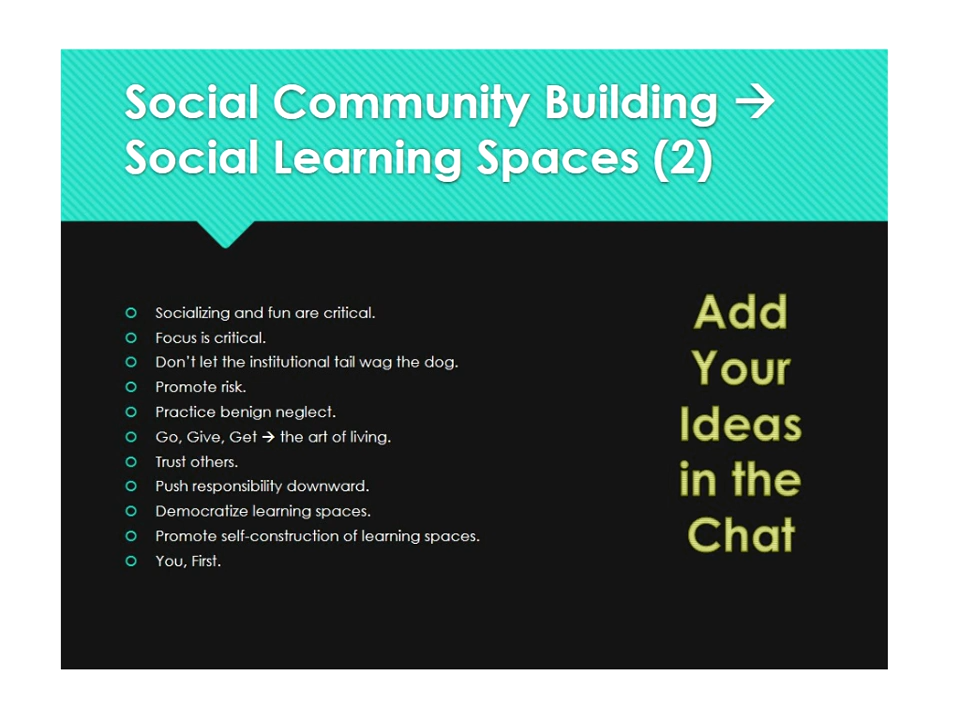 Social Community Building →
Social Learning Spaces (2)
Socializing and fun are critical.
Focus is critical.
Don’t let the institutional tail wag the dog.
Promote risk.
Practice benign neglect.
Go, Give, Get → the art of living.
Trust others.
Push responsibility downward.
Democratize learning spaces.
Promote self-construction of learning spaces.
You, First.
Add
Your
Ideas
in the
Chat